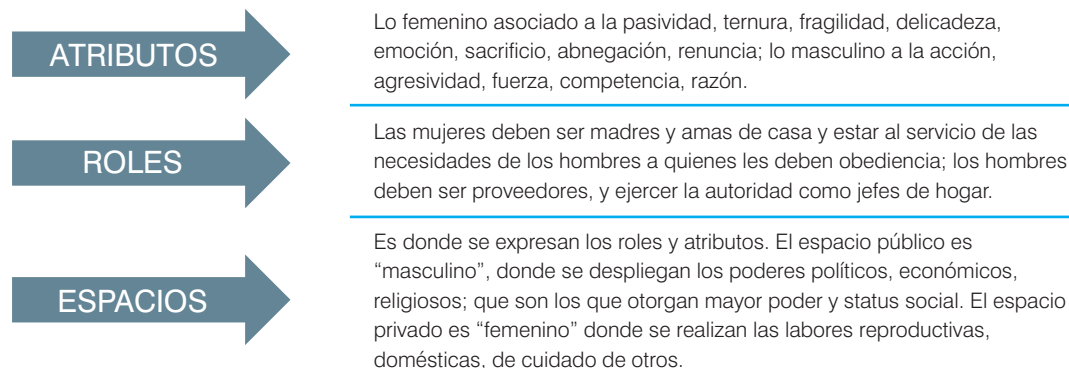 ATRIBUTOS
Lo femenino asociado a la pasividad, ternura, fragilidad, delicadeza,
emoción, sacrificio, abnegación, renuncia; lo masculino a la acción,
agresividad, fuerza, competencia, razón.
ROLES
Las mujeres deben ser madres y amas de casa y estar al servicio de las
necesidades de los hombres a quienes les deben obediencia; los hombres
deben ser proveedores, y ejercer la autoridad como jefes de hogar.
ESPACIOS
Es donde se expresan los roles y atributos. El espacio público es
“masculino”, donde se despliegan los poderes políticos, económicos,
religiosos; que son los que otorgan mayor poder y status social. El espacio
privado es “femenino” donde se realizan las labores reproductivas,
domésticas, de cuidado de otros.